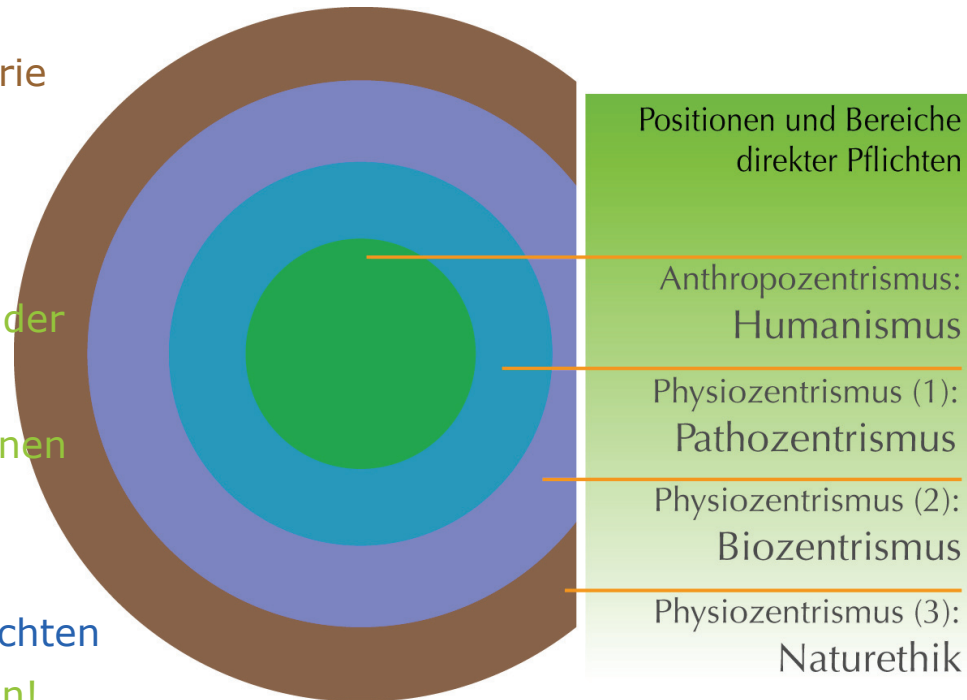 rie
der
nen
chten
n!
Positionen und Bereiche
direkter Pflichten
Anthropozentrismus:
Humanismus
Physiozentrismus (1):
Pathozentrismus
Physiozentrismus (2):
Biozentrismus
Physiozentrismus (3):
Naturethik